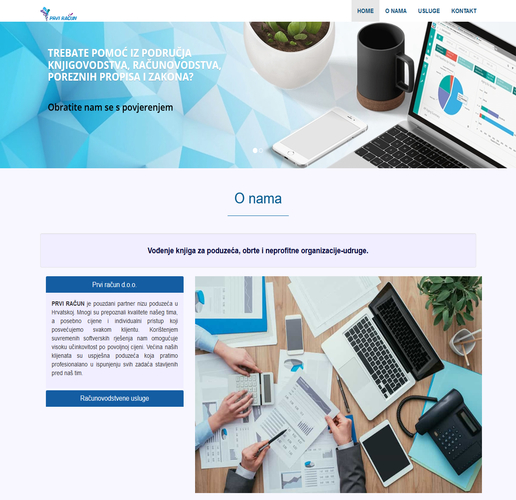 PRVI RAČUN
HOME O NAMA USLUGE KONTAKT
TREBATE POMOĆ IZ PODRUČJA
KNJIGOVODSTVA, RAČUNOVODSTVA,
POREZNIH PROPISA I ZAKONA?
Obratite nam se s povjerenjem
O nama
Vođenje knjiga za poduzeća, obrte i neprofitne organizacije-udruge.
Prvi račun d.o.o.
PRVI RAČUN je pouzdani partner nizu poduzeća u
Hrvatskoj. Mnogi su prepoznali kvalitete našeg tima,
a posebno cijene i individualni pristup koji
posvećujemo svakom klijentu. Korištenjem
suvremenih softverskih rješenja nam omogućuje
visoku učinkovitost po povoljnoj cijeni. Većina naših
klijenata su uspješna poduzeća koja pratimo
profesionalano u ispunjenju svih zadaća stavljenih
pred naš tim.
Računovodstvene usluge